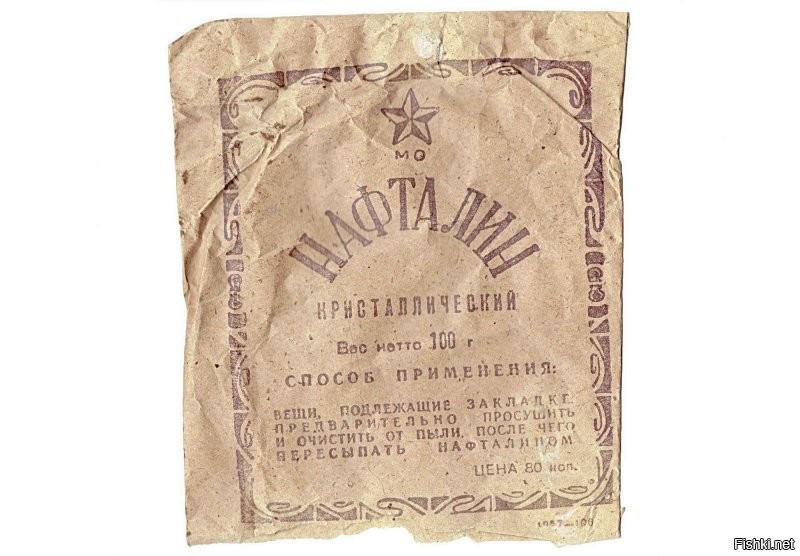 МО
НАФТАЛИН
КРИСТАЛЛИЧЕСКИЙ
Вес нетто 100 г
СПОСОБ ПРИМЕНЕНИЯ:
ВЕЩИ, ПОДЛЕЖАЩИЕ ЗАКЛАДКЕ,
ПРЕДВАРИТЕЛЬНО ПРОСУШИТЬ
И ОЧИСТИТЬ ОТ ПЫЛИ, ПОСЛЕ ЧЕГО
ПЕРЕСЫПАТЬ НАФТАЛИНОМ
ЦЕНА 80 коп.
Fishki.net